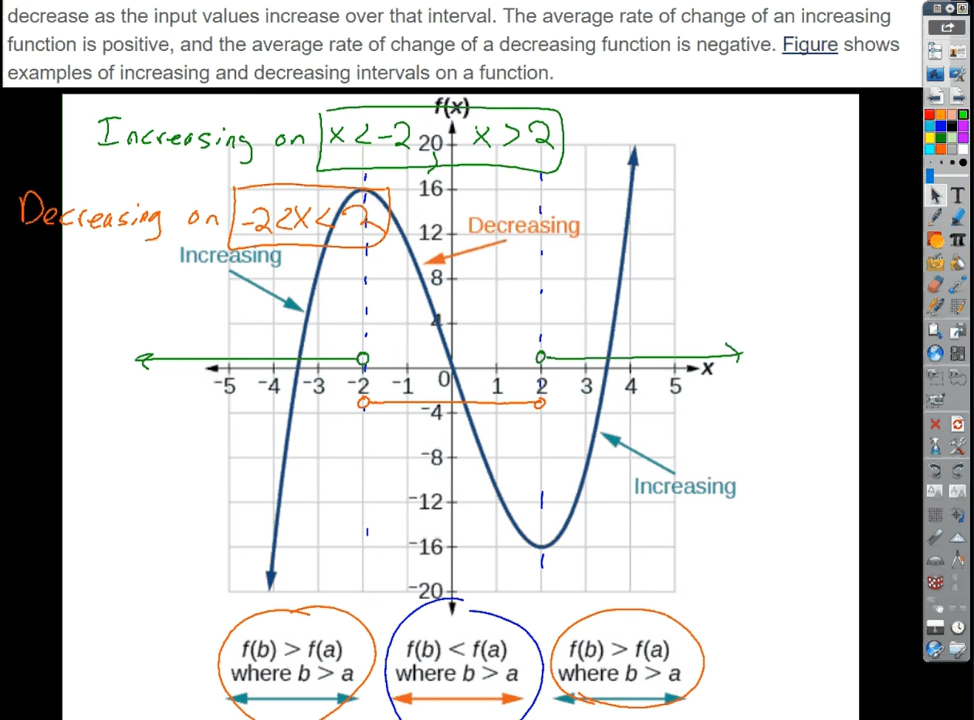 decrease as the input values increase over that interval. The average rate of change of an increasing
function is positive, and the average rate of change of a decreasing function is negative. Figure shows
examples of increasing and decreasing intervals on a function.
f(x)
Increasing on x < -2, x > 2
Decreasing on -2 < x < 2
20
16
12
8
4
Decreasing
Increasing
-5 -4 -3 -2 -1 0 1 2 3 4 5 x
-4
-8
-12
-16
-20
Increasing
f(b) > f(a)
where b > a
f(b) < f(a)
where b > a
f(b) > f(a)
where b > a